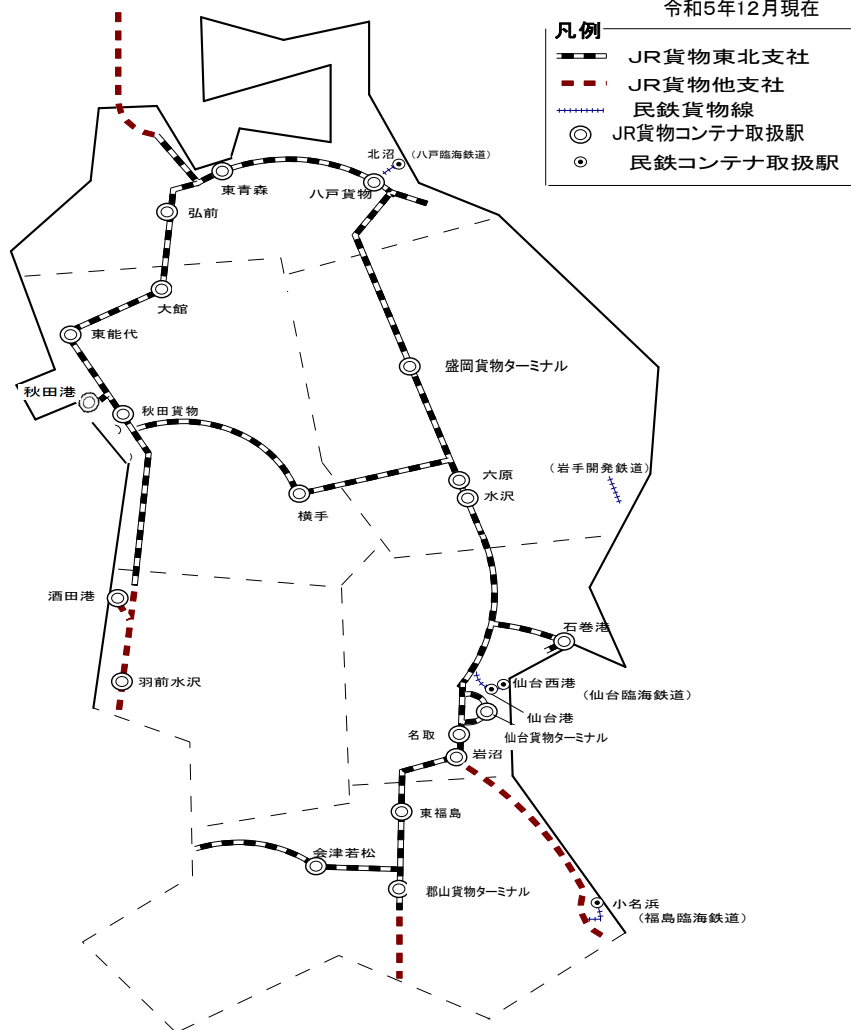 令和5年12月現在
凡例
JR貨物東北支社
JR貨物他支社
民鉄貨物線
JR貨物コンテナ取扱駅
民鉄コンテナ取扱駅
北沼 (八戸臨海鉄道)
東青森
八戸貨物
弘前
大館
東能代
盛岡貨物ターミナル
秋田港
秋田貨物
六原
(岩手開発鉄道)
水沢
横手
酒田港
石巻港
羽前水沢
仙台西港
(仙台臨海鉄道)
仙台港
名取
仙台貨物ターミナル
岩沼
東福島
会津若松
郡山貨物ターミナル
小名浜
(福島臨海鉄道)